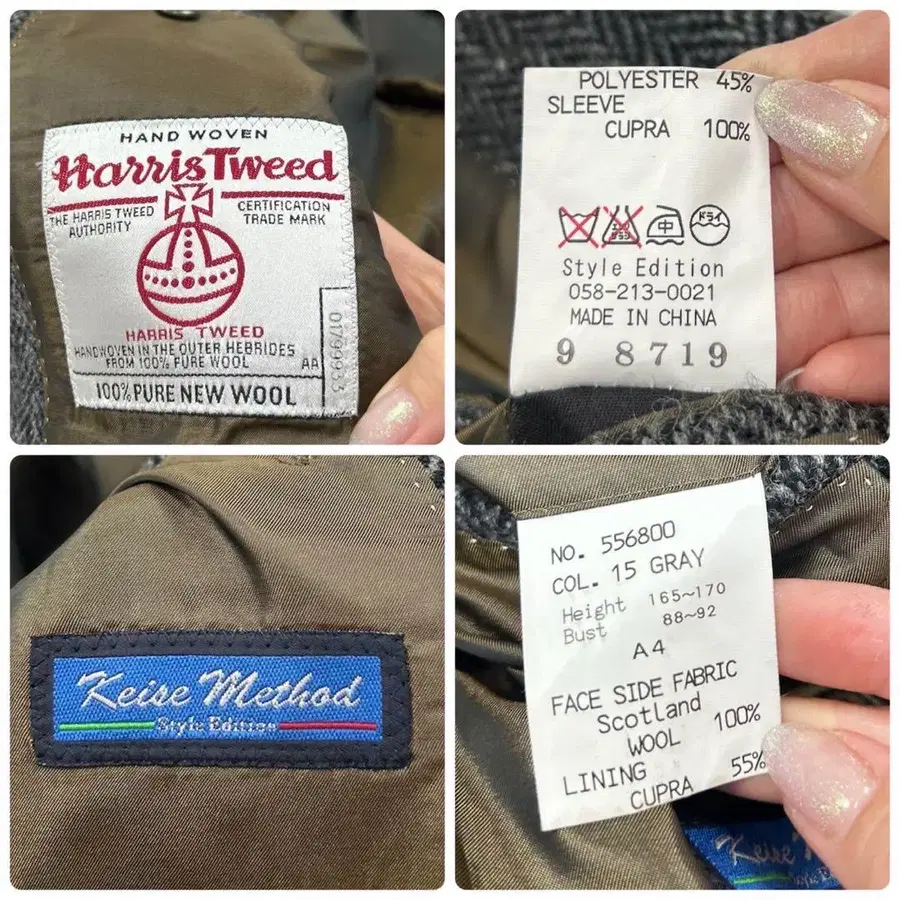 HAND WOVEN
Harris Tweed
THE HARRIS TWEED
AUTHORITY
CERTIFICATION
TRADE MARK
HARRIS TWEED
HANDWOVEN IN THE OUTER HEBRIDES
FROM 100% PURE WOOL
AA
100% PURE NEW WOOL
POLYESTER 45%
SLEEVE
CUPRA 100%
中
ドライ
Style Edition
058-213-0021
MADE IN CHINA
9 8719
Keise Method
Style Edition
NO. 556800
COL. 15 GRAY
Height 165~170
Bust 88~92
A4
FACE SIDE FABRIC
Scotland
WOOL 100%
LINING
CUPRA 55%